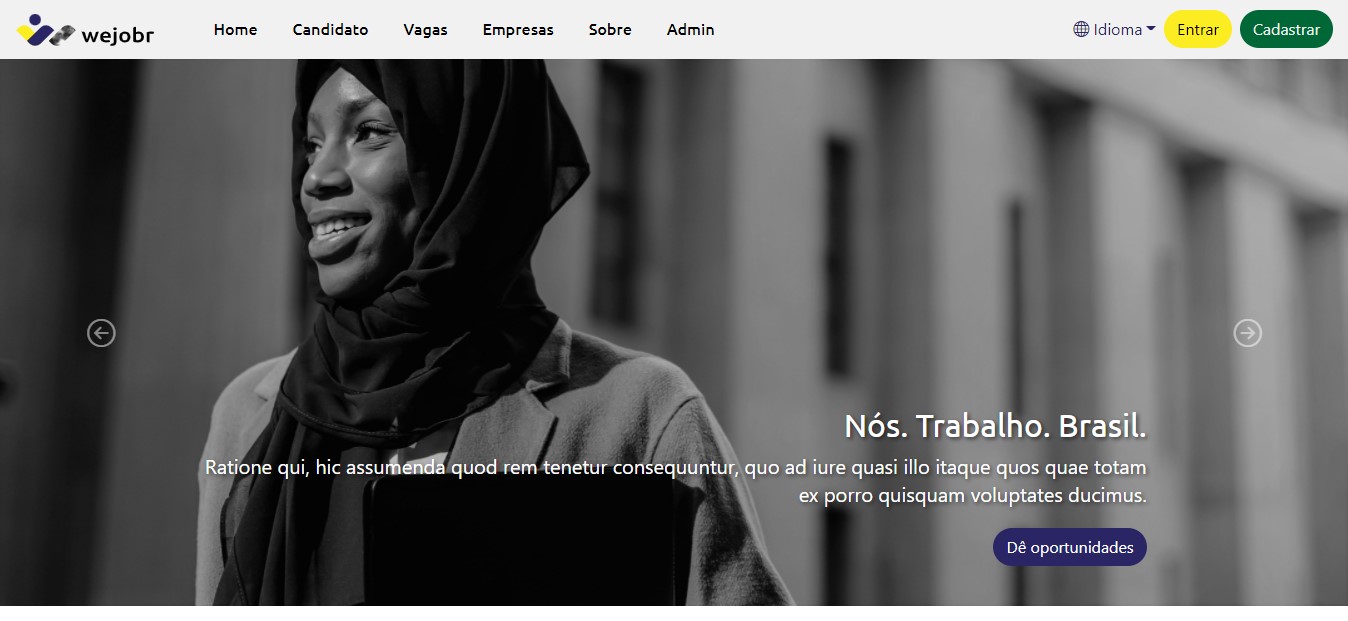 wejobr
Home
Candidato
Vagas
Empresas
Sobre
Admin
Idioma
Entrar
Cadastrar
Nós. Trabalho. Brasil.
Ratione qui, hic assumenda quod rem tenetur consequuntur, quo ad iure quasi illo itaque quos quae totam
ex porro quisquam voluptates ducimus.
Dê oportunidades